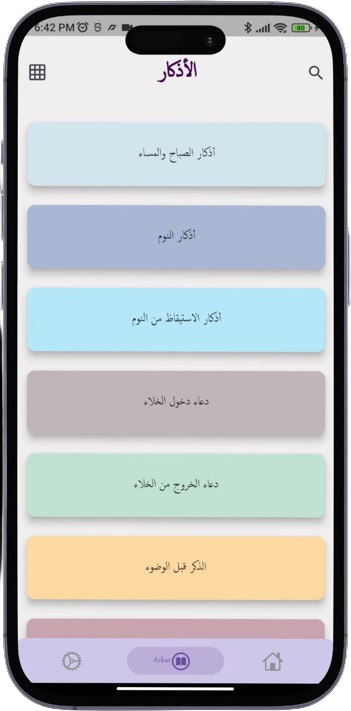 6:42 PM
80
الأذكار
أذكار الصباح والمساء
أذكار النوم
أذكار الاستيقاظ من النوم
دعاء دخول الخلاء
دعاء الخروج من الخلاء
الذكر قبل الوضوء
Azkar